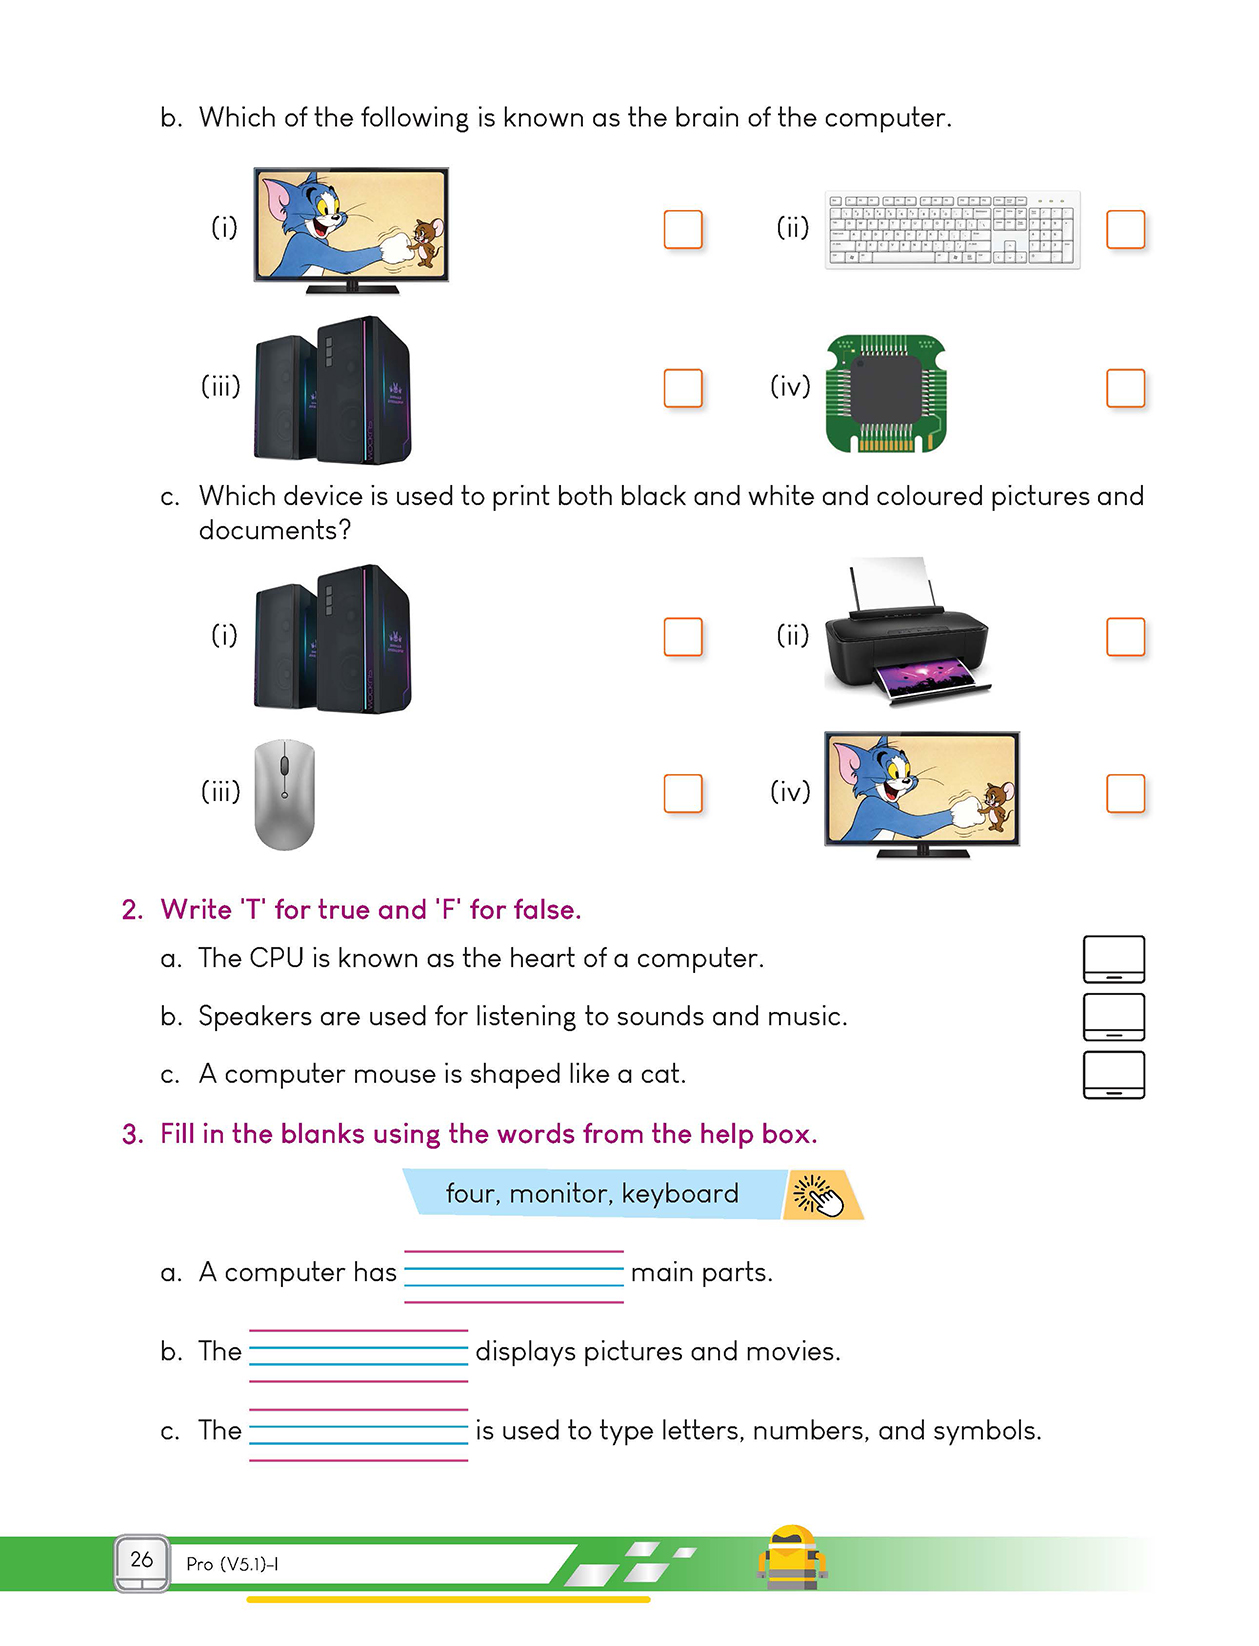 b. Which of the following is known as the brain of the computer.
(i)
(ii)
(iii)
(iv)
c. Which device is used to print both black and white and coloured pictures and
documents?
(i)
(ii)
(iii)
(iv)
2. Write 'T' for true and 'F' for false.
a. The CPU is known as the heart of a computer.
b. Speakers are used for listening to sounds and music.
c. A computer mouse is shaped like a cat.
3. Fill in the blanks using the words from the help box.
four, monitor, keyboard
a. A computer has main parts.
b. The displays pictures and movies.
c. The is used to type letters, numbers, and symbols.
26 Pro (V5.1)-I